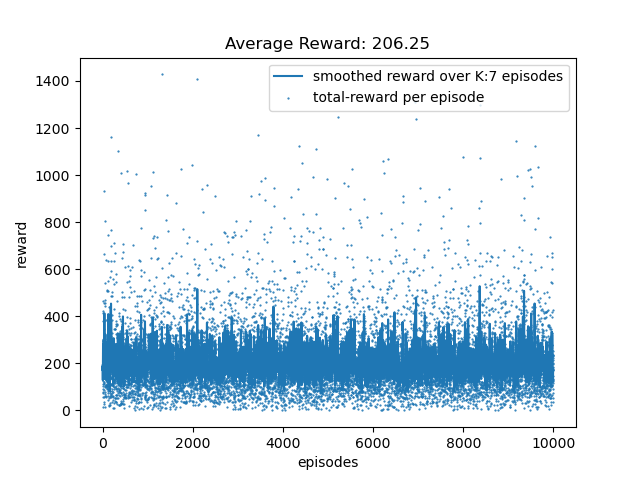 Average Reward: 206.25
smoothed reward over K:7 episodes
total-reward per episode
reward
1400
1200
1000
800
600
400
200
0
0 2000 4000 6000 8000 10000
episodes